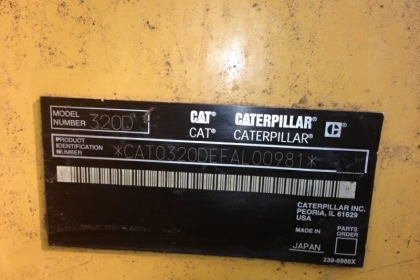 MODEL
NUMBER 320D
CAT CATERPILLAR C
CAT® CATERPILLAR®
PRODUCT
IDENTIFICATION
NUMBER *CAT0320DEFAL00981*
CATERPILLAR INC.
PEORIA, IL 61629
USA
MADE IN
JAPAN
PARTS
ORDER
239-6966X